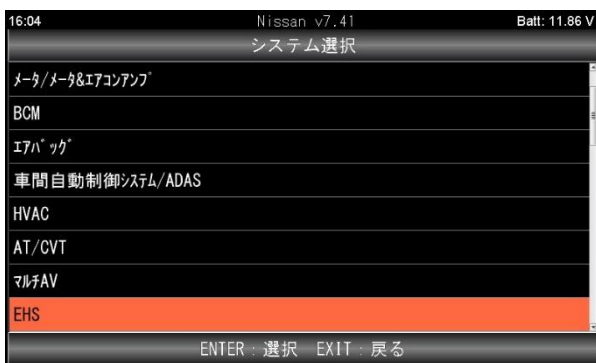 16:04 Nissan v7.41 Batt: 11.86 V
システム選択
ﾒｰﾀ/ﾒｰﾀ&ｴｱｺﾝｱﾝﾌﾟ
BCM
ｴｱﾊﾞｯｸﾞ
車間自動制御ｼｽﾃﾑ/ADAS
HVAC
AT/CVT
ﾏﾙﾁAV
EHS
ENTER：選択 EXIT：戻る